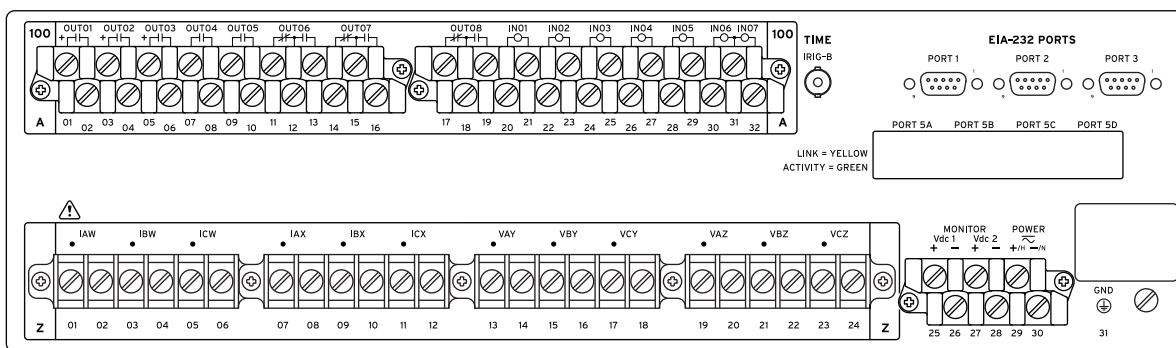 100 OUT01 OUT02 OUT03 OUT04 OUT05 OUT06 OUT07 OUT08 IN01 IN02 IN03 IN04 IN05 IN06 IN07 100
+ + +
A 01 02 03 04 05 06 07 08 09 10 11 12 13 14 15 16 17 18 19 20 21 22 23 24 25 26 27 28 29 30 31 32 A
TIME
IRIG-B
EIA-232 PORTS
PORT 1 PORT 2 PORT 3
1 1 1
9 9 9
PORT 5A PORT 5B PORT 5C PORT 5D
LINK = YELLOW
ACTIVITY = GREEN
IAW IBW ICW IAX IBX ICX VAY VBY VCY VAZ VBZ VCZ
Z 01 02 03 04 05 06 07 08 09 10 11 12 13 14 15 16 17 18 19 20 21 22 23 24 Z
MONITOR POWER
Vdc 1 Vdc 2
+ − + − +/H −/N
25 26 27 28 29 30
GND
31